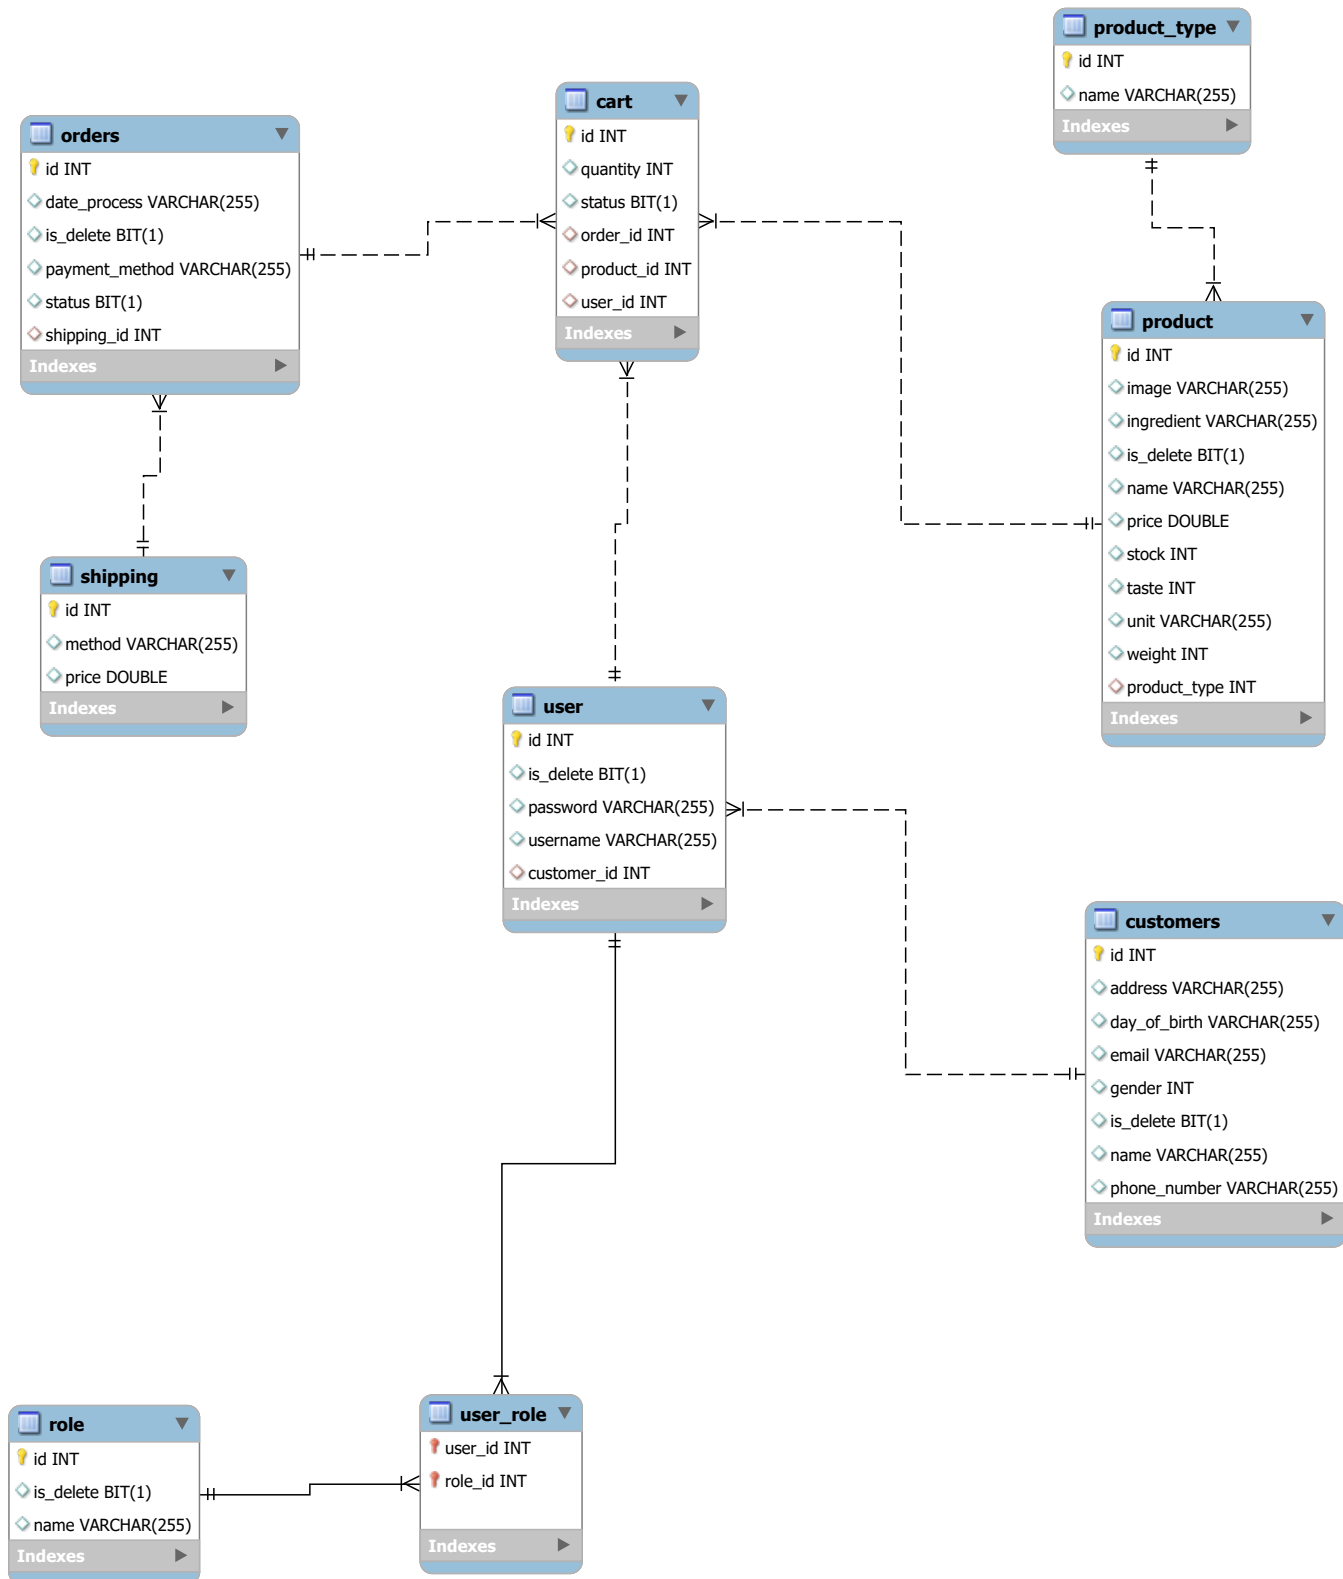 product_type
id INT
name VARCHAR(255)
Indexes
cart
id INT
quantity INT
status BIT(1)
order_id INT
product_id INT
user_id INT
Indexes
orders
id INT
date_process VARCHAR(255)
is_delete BIT(1)
payment_method VARCHAR(255)
status BIT(1)
shipping_id INT
Indexes
product
id INT
image VARCHAR(255)
ingredient VARCHAR(255)
is_delete BIT(1)
name VARCHAR(255)
price DOUBLE
stock INT
taste INT
unit VARCHAR(255)
weight INT
product_type INT
Indexes
shipping
id INT
method VARCHAR(255)
price DOUBLE
Indexes
user
id INT
is_delete BIT(1)
password VARCHAR(255)
username VARCHAR(255)
customer_id INT
Indexes
customers
id INT
address VARCHAR(255)
day_of_birth VARCHAR(255)
email VARCHAR(255)
gender INT
is_delete BIT(1)
name VARCHAR(255)
phone_number VARCHAR(255)
Indexes
role
id INT
is_delete BIT(1)
name VARCHAR(255)
Indexes
user_role
user_id INT
role_id INT
Indexes